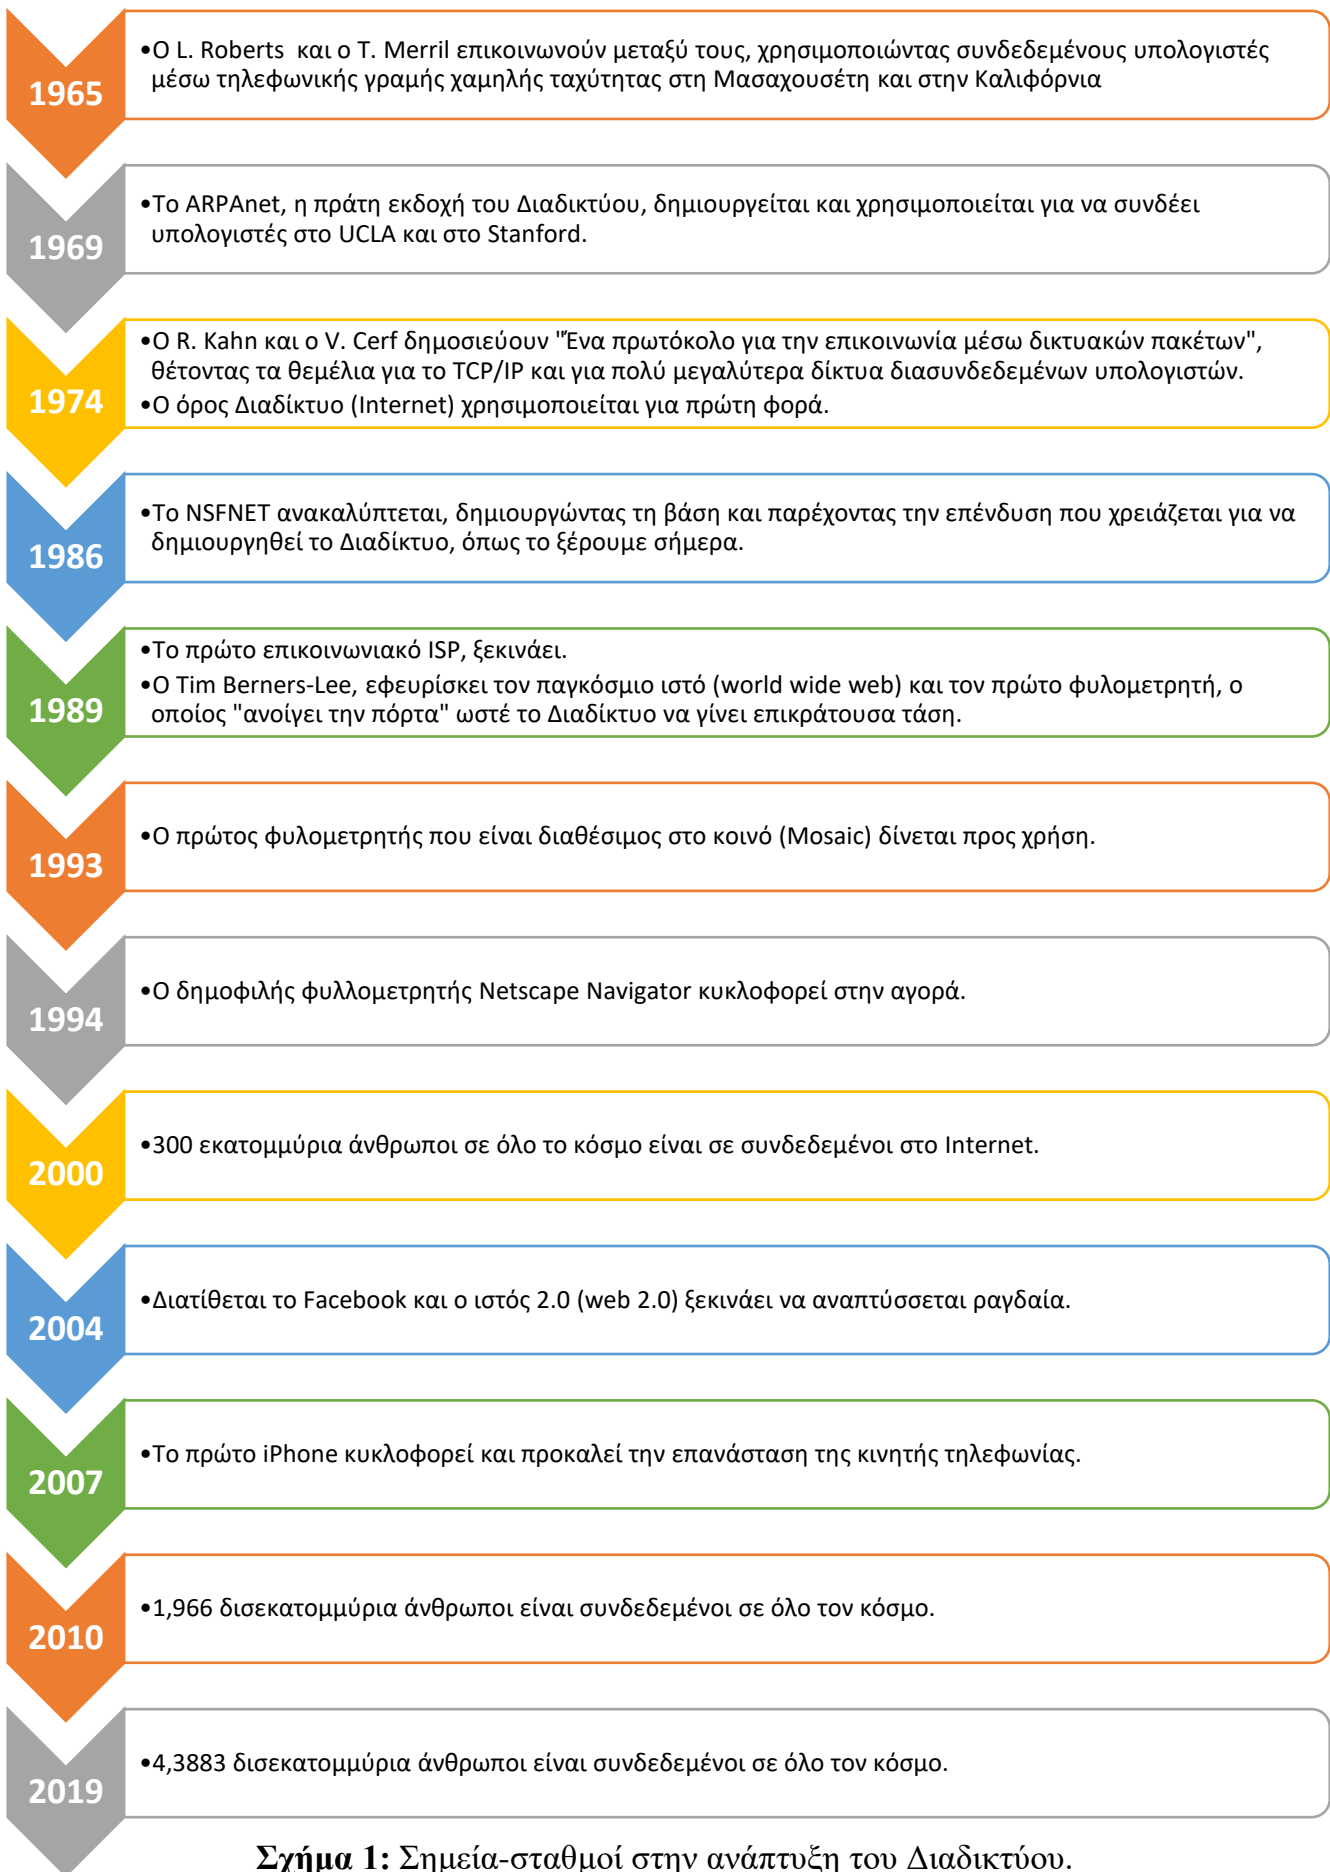 1965
•Ο L. Roberts  και ο T. Merril επικοινωνούν μεταξύ τους, χρησιμοποιώντας συνδεδεμένους υπολογιστές
μέσω τηλεφωνικής γραμής χαμηλής ταχύτητας στη Μασαχουσέτη και στην Καλιφόρνια
1969
•Το ARPAnet, η πράτη εκδοχή του Διαδικτύου, δημιουργείται και χρησιμοποιείται για να συνδέει
υπολογιστές στο UCLA και στο Stanford.
1974
•Ο R. Kahn και ο V. Cerf δημοσιεύουν "Ένα πρωτόκολο για την επικοινωνία μέσω δικτυακών πακέτων",
θέτοντας τα θεμέλια για το TCP/IP και για πολύ μεγαλύτερα δίκτυα διασυνδεδεμένων υπολογιστών.
•Ο όρος Διαδίκτυο (Internet) χρησιμοποιείται για πρώτη φορά.
1986
•Το NSFNET ανακαλύπτεται, δημιουργώντας τη βάση και παρέχοντας την επένδυση που χρειάζεται για να
δημιουργηθεί το Διαδίκτυο, όπως το ξέρουμε σήμερα.
1989
•Το πρώτο επικοινωνιακό ISP, ξεκινάει.
•Ο Tim Berners-Lee, εφευρίσκει τον παγκόσμιο ιστό (world wide web) και τον πρώτο φυλομετρητή, ο
οποίος "ανοίγει την πόρτα" ωστέ το Διαδίκτυο να γίνει επικράτουσα τάση.
1993
•Ο πρώτος φυλομετρητής που είναι διαθέσιμος στο κοινό (Mosaic) δίνεται προς χρήση.
1994
•Ο δημοφιλής φυλλομετρητής Netscape Navigator κυκλοφορεί στην αγορά.
2000
•300 εκατομμύρια άνθρωποι σε όλο το κόσμο είναι σε συνδεδεμένοι στο Internet.
2004
•Διατίθεται το Facebook και ο ιστός 2.0 (web 2.0) ξεκινάει να αναπτύσσεται ραγδαία.
2007
•Το πρώτο iPhone κυκλοφορεί και προκαλεί την επανάσταση της κινητής τηλεφωνίας.
2010
•1,966 δισεκατομμύρια άνθρωποι είναι συνδεδεμένοι σε όλο τον κόσμο.
2019
•4,3883 δισεκατομμύρια άνθρωποι είναι συνδεδεμένοι σε όλο τον κόσμο.
Σχήμα 1: Σημεία-σταθμοί στην ανάπτυξη του Διαδικτύου.